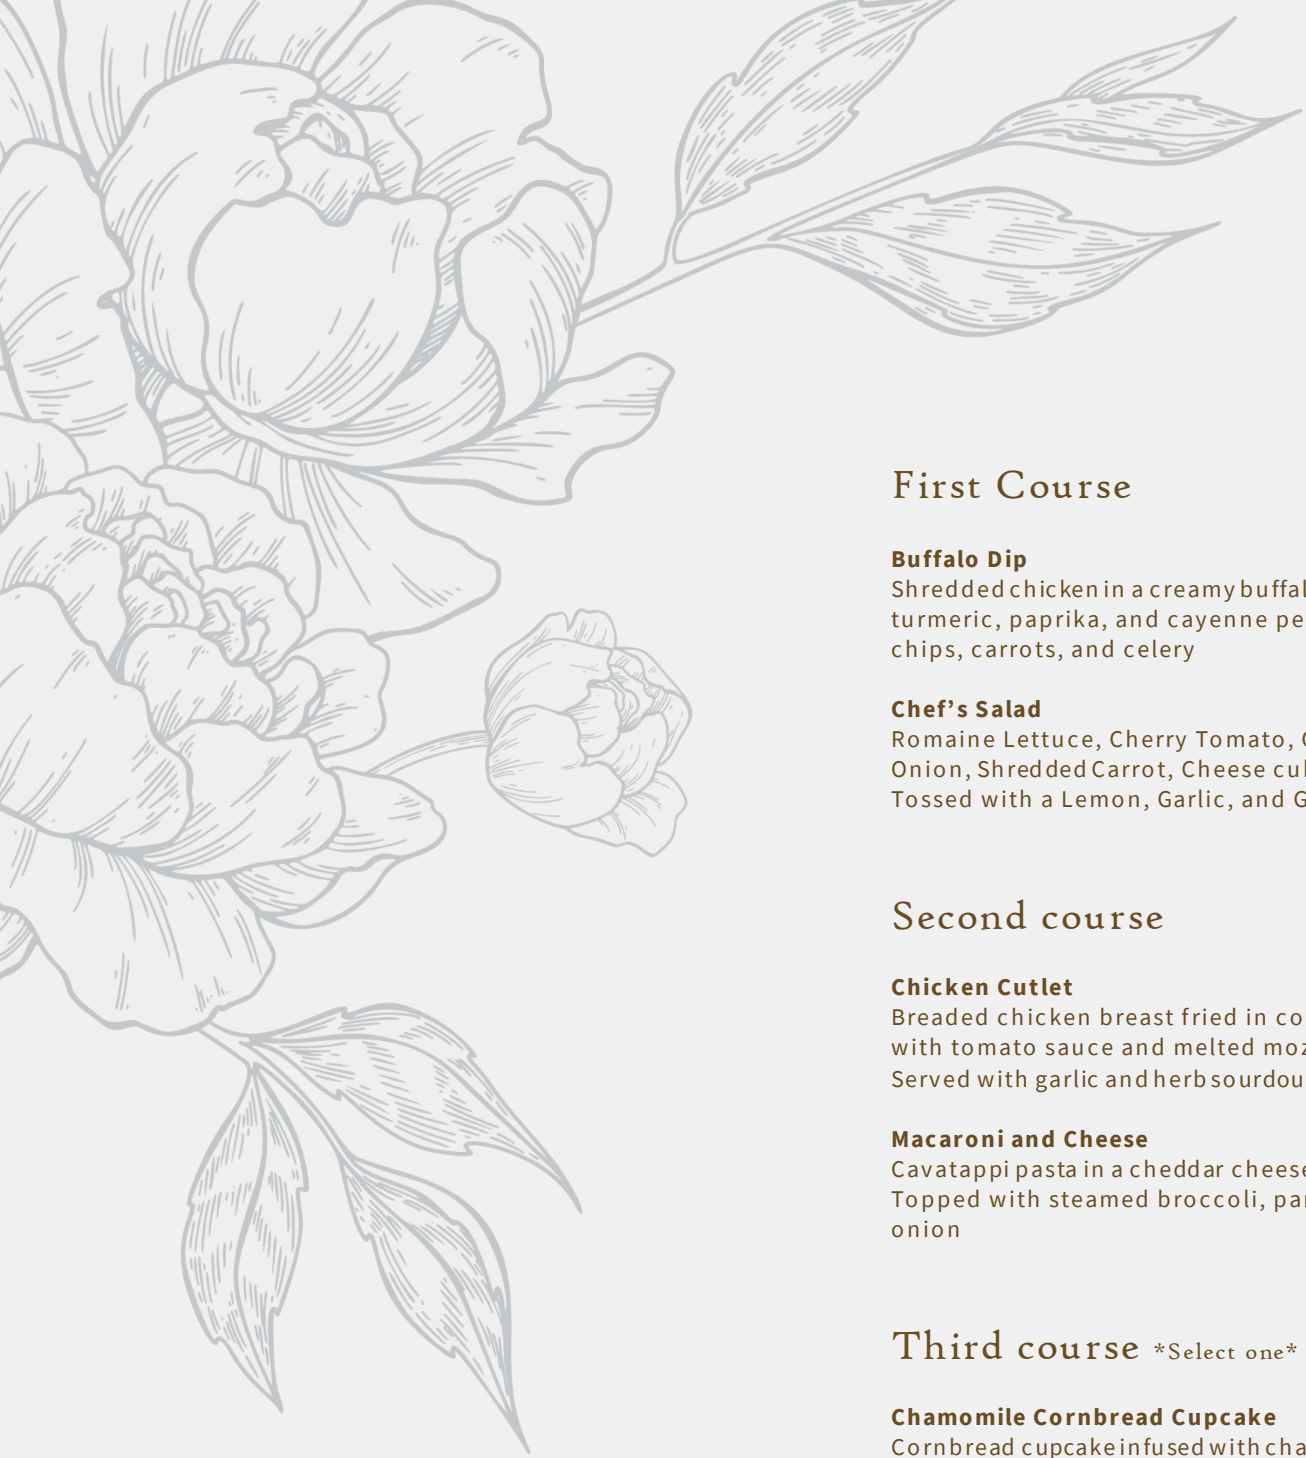 First Course
Buffalo Dip
Shredded chicken in a creamy
turmeric, paprika, and cayenne
chips, carrots, and celery
Chef’s Salad
Romaine Lettuce, Cherry Tomato,
Onion, Shredded Carrot, Cheese
Tossed with a Lemon, Garlic, and
Second course
Chicken Cutlet
Breaded chicken breast fried in
with tomato sauce and melted
Served with garlic and herb
Macaroni and Cheese
Cavatappi pasta in a cheddar cheese
Topped with steamed broccoli,
onion
Third course *Select one*
Chamomile Cornbread Cupcake
Cornbread cupcake infused with